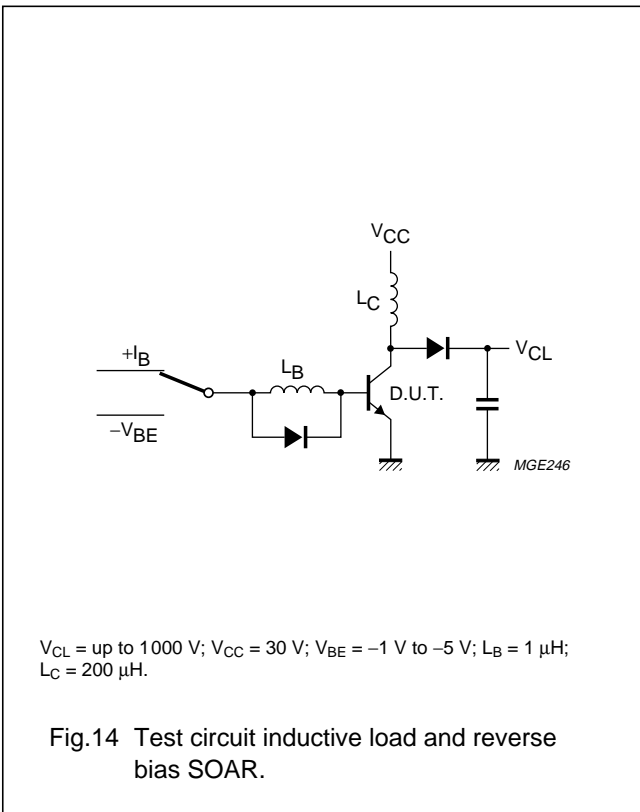 VCC
LC
VCL
+IB
LB
D.U.T.
−VBE
MGE246
VCL = up to 1000 V; VCC = 30 V; VBE = −1 V to −5 V; LB = 1 μH;
LC = 200 μH.
Fig.14 Test circuit inductive load and reverse
bias SOAR.